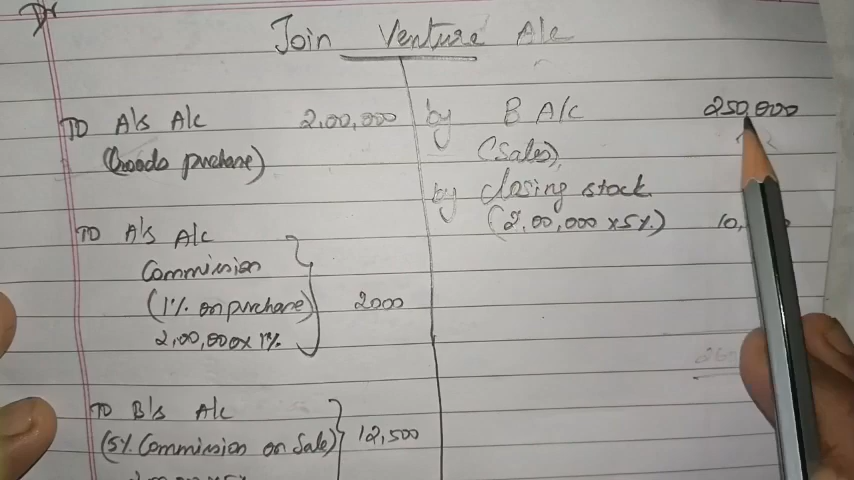 Dr
Join Venture A/c
TO A's A/c 2,00,000
(Goods purchase)
by B A/c 250,000
(Sales)
by closing stock
(2,00,000 x 5%) 10,
TO A's A/c
Commission
(1% on purchase) 2000
2,00,000 x 1%
TO B's A/c
(5% Commission on Sale) 12,500